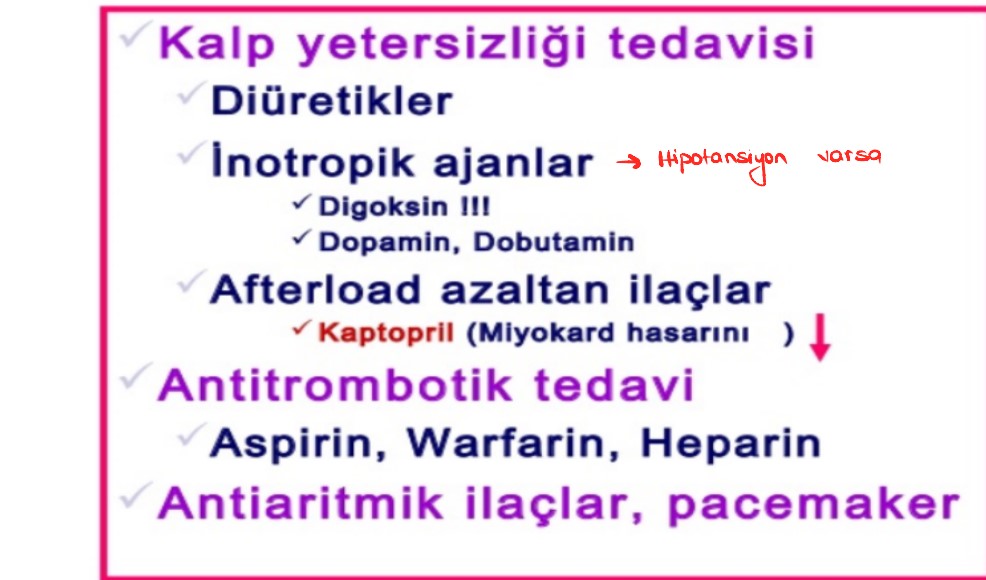 Kalp yetersizliği tedavisi
Diüretikler
İnotropik ajanlar → Hipotansiyon varsa
Digoksin !!!
Dopamin, Dobutamin
Afterload azaltan ilaçlar
Kaptopril (Miyokard hasarını ) ↓
Antitrombotik tedavi
Aspirin, Warfarin, Heparin
Antiaritmik ilaçlar, pacemaker